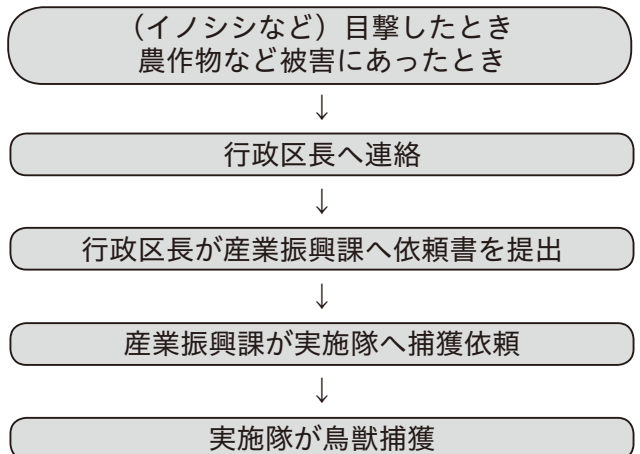 （イノシシなど）目撃したとき
農作物など被害にあったとき
↓
行政区長へ連絡
↓
行政区長が産業振興課へ依頼書を提出
↓
産業振興課が実施隊へ捕獲依頼
↓
実施隊が鳥獣捕獲